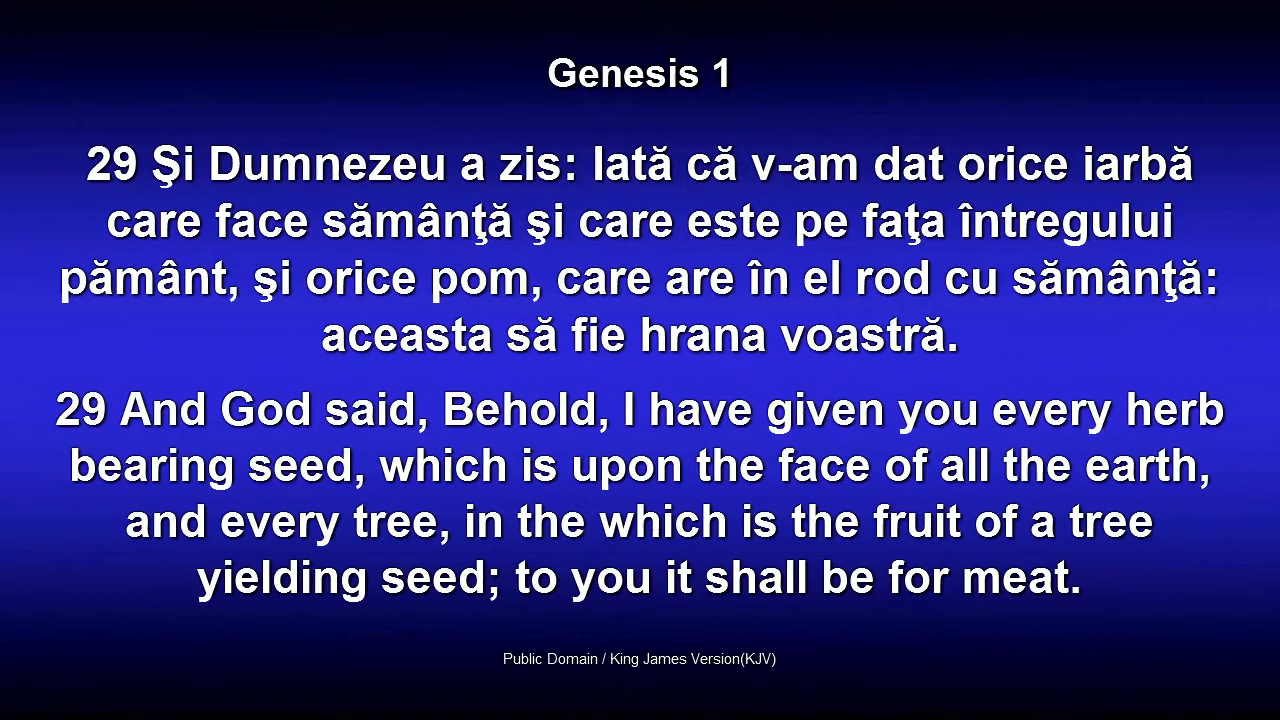 Genesis 1
29 Şi Dumnezeu a zis: Iată că v-am dat orice iarbă
care face sămânţă şi care este pe faţa întregului
pământ, şi orice pom, care are în el rod cu sămânţă:
aceasta să fie hrana voastră.
29 And God said, Behold, I have given you every herb
bearing seed, which is upon the face of all the earth,
and every tree, in the which is the fruit of a tree
yielding seed; to you it shall be for meat.
Public Domain / King James Version(KJV)